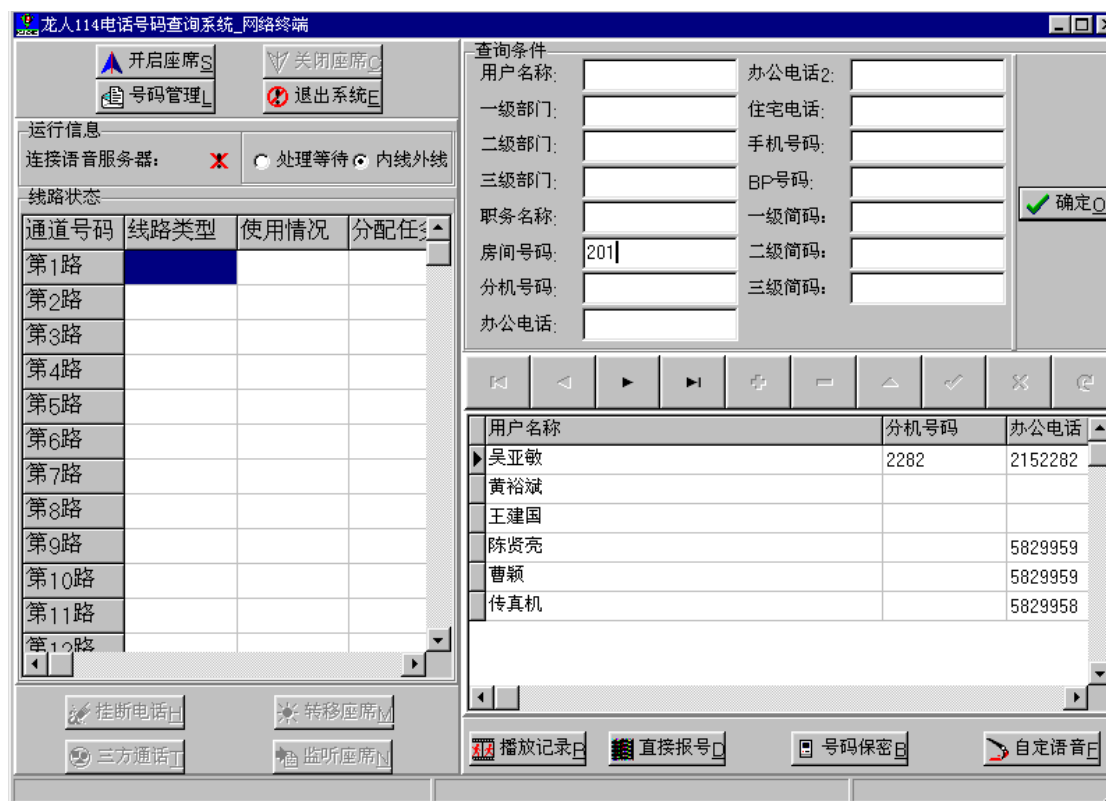 龙人114电话号码查询系统_网络终端
开启座席S
关闭座席C
号码管理L
退出系统E
运行信息
连接语音服务器:
处理等待
内线外线
线路状态
通道号码 线路类型 使用情况 分配任务
第1路
第2路
第3路
第4路
第5路
第6路
第7路
第8路
第9路
第10路
第11路
第12路
挂断电话H
转移座席M
三方通话T
监听座席N
查询条件
用户名称:
办公电话2:
一级部门:
住宅电话:
二级部门:
手机号码:
三级部门:
BP号码:
职务名称:
一级简码:
房间号码: 201
二级简码:
分机号码:
三级简码:
办公电话:
确定O
用户名称 分机号码 办公电话
吴亚敏 2282 2152282
黄裕斌
王建国
陈贤亮 5829959
曹颖 5829959
传真机 5829958
播放记录P
直接报号D
号码保密B
自定语音F